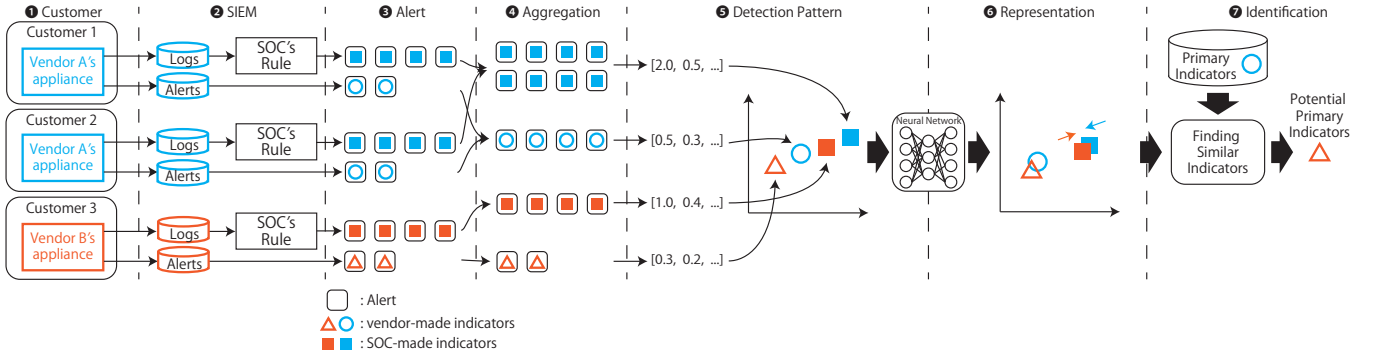 ❶ Customer
❷ SIEM
❸ Alert
❹ Aggregation
❺ Detection Pattern
❻ Representation
❼ Identification
Customer 1
Vendor A's
appliance
Logs
SOC's
Rule
Alerts
Customer 2
Vendor A's
appliance
Logs
SOC's
Rule
Alerts
Customer 3
Vendor B's
appliance
Logs
SOC's
Rule
Alerts
[2.0, 0.5, ...]
[0.5, 0.3, ...]
[1.0, 0.4, ...]
[0.3, 0.2, ...]
Neural Network
Primary
Indicators
Finding
Similar
Indicators
Potential
Primary
Indicators
: Alert
: vendor-made indicators
: SOC-made indicators